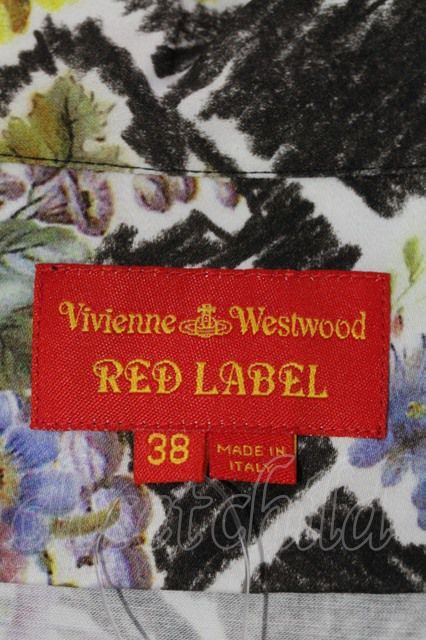 Vivienne Westwood
RED LABEL
38
MADE IN
ITALY